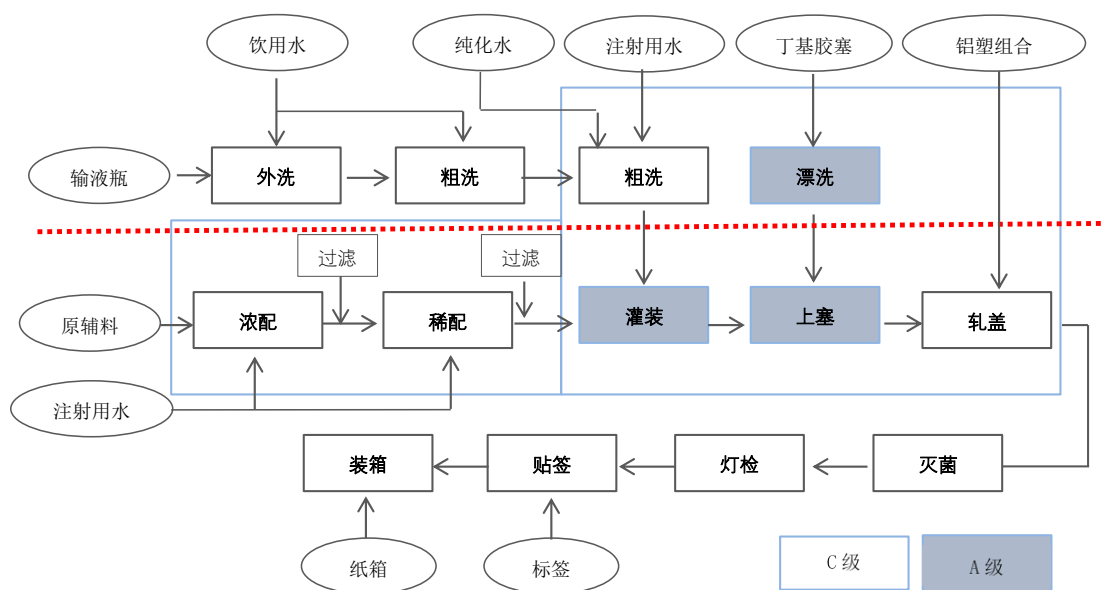 饮用水
纯化水
注射用水
丁基胶塞
铝塑组合
输液瓶
外洗
粗洗
粗洗
漂洗
过滤
过滤
原辅料
浓配
稀配
灌装
上塞
轧盖
注射用水
装箱
贴签
灯检
灭菌
纸箱
标签
C 级
A 级